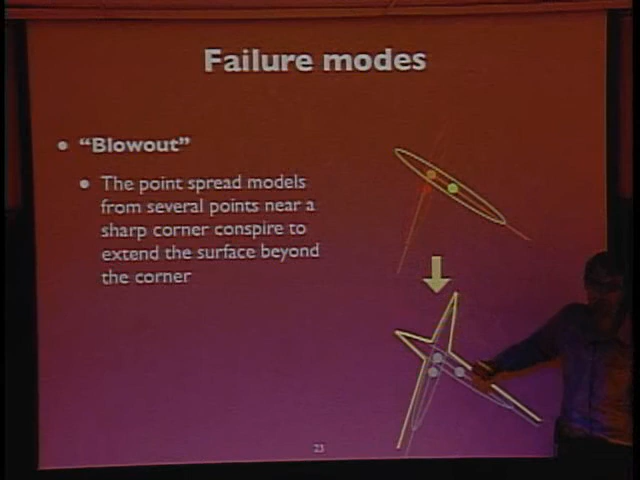 Failure modes
• "Blowout"
• The point spread models
from several points near a
sharp corner conspire to
extend the surface beyond
the corner
23